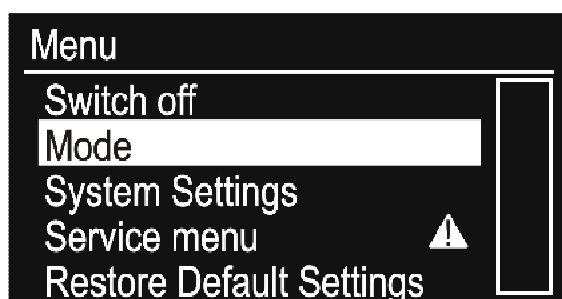 Menu
Switch off
Mode
System Settings
Service menu
Restore Default Settings